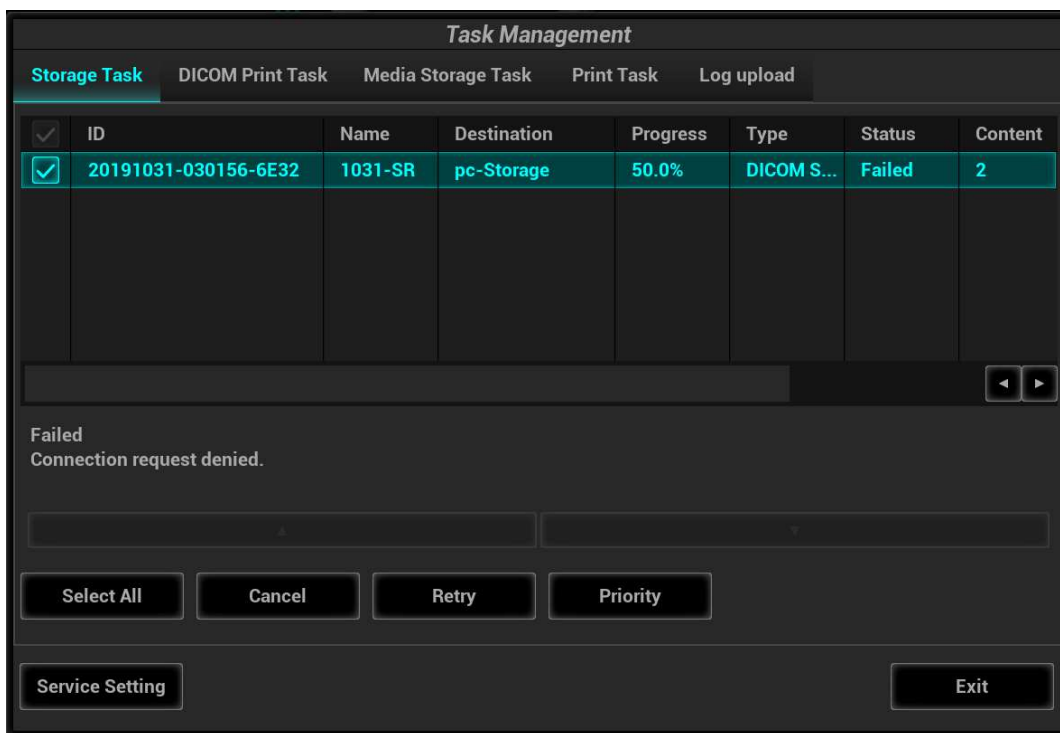 Task Management
Storage Task DICOM Print Task Media Storage Task Print Task Log upload
ID Name Destination Progress Type Status Content
20191031-030156-6E32 1031-SR pc-Storage 50.0% DICOM S... Failed 2
Failed
Connection request denied.
Select All Cancel Retry Priority
Service Setting Exit